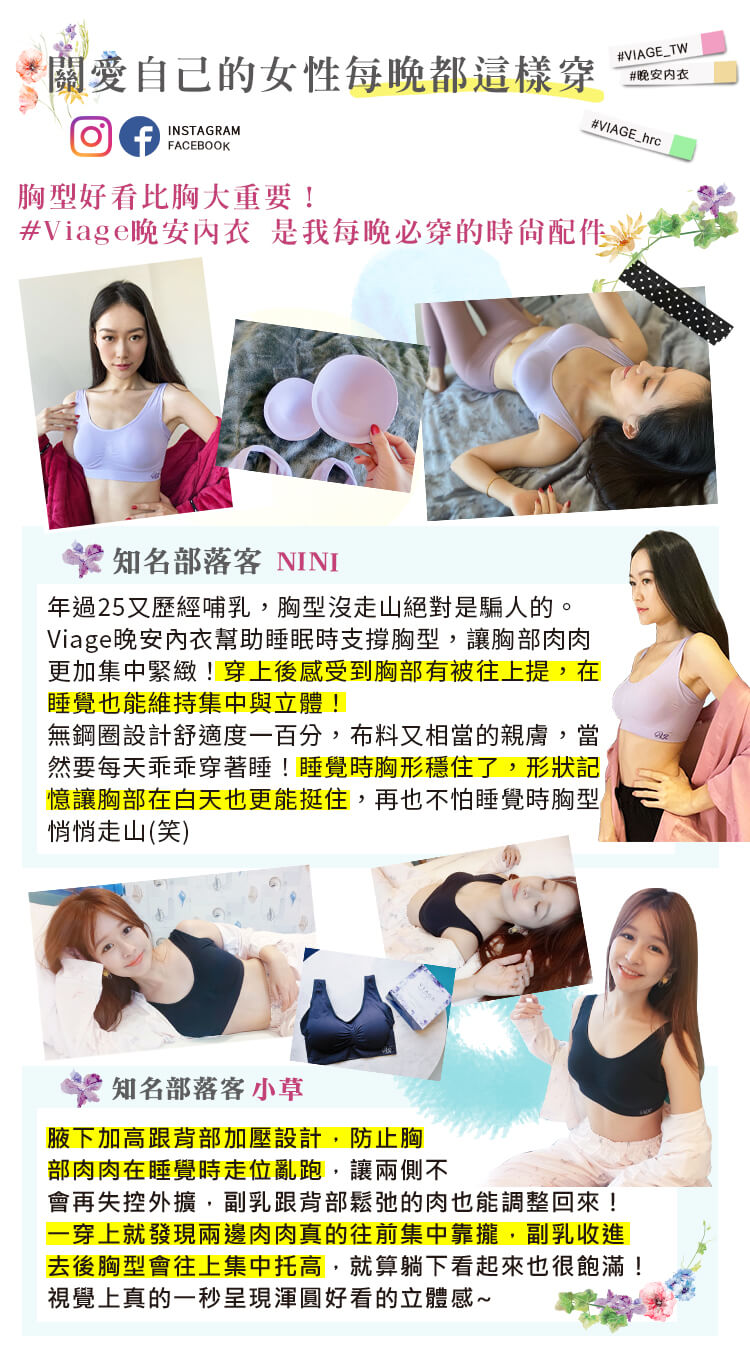 關愛自己的女性每晚都這樣穿
#VIAGE_TW
#晚安內衣
#VIAGE_hrc
INSTAGRAM
FACEBOOK
胸型好看比胸大重要！
#Viage晚安內衣 是我每晚必穿的時尚配件
知名部落客 NINI
年過25又歷經哺乳，胸型沒走山絕對是騙人的。
Viage晚安內衣幫助睡眠時支撐胸型，讓胸部肉肉
更加集中緊緻！穿上後感受到胸部有被往上提，在
睡覺也能維持集中與立體！
無鋼圈設計舒適度一百分，布料又相當的親膚，當
然要每天乖乖穿著睡！睡覺時胸形穩住了，形狀記
憶讓胸部在白天也更能挺住，再也不怕睡覺時胸型
悄悄走山(笑)
VIAGE
知名部落客 小草
腋下加高跟背部加壓設計，防止胸
部肉肉在睡覺時走位亂跑，讓兩側不
會再失控外擴，副乳跟背部鬆弛的肉也能調整回來！
一穿上就發現兩邊肉肉真的往前集中靠攏，副乳收進
去後胸型會往上集中托高，就算躺下看起來也很飽滿！
視覺上真的一秒呈現渾圓好看的立體感~